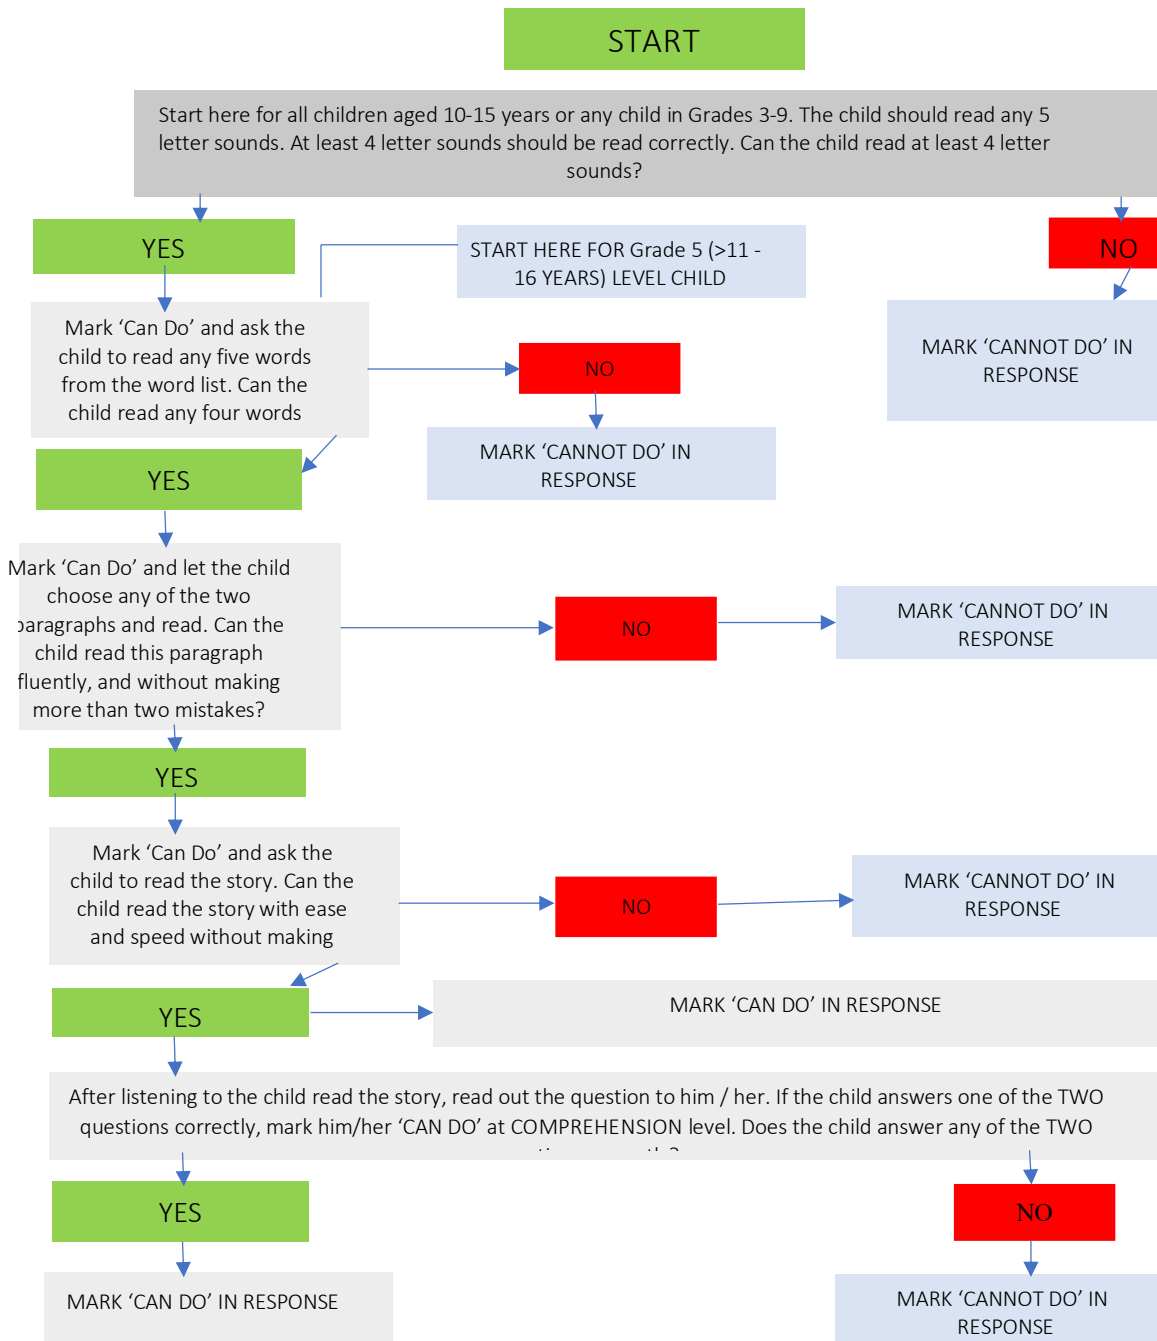 START
Start here for all children aged 10-15 years or any child in Grades 3-9. The child should read any 5
letter sounds. At least 4 letter sounds should be read correctly. Can the child read at least 4 letter
sounds?
YES
NO
START HERE FOR Grade 5 (>11 -
16 YEARS) LEVEL CHILD
Mark ‘Can Do’ and ask the
child to read any five words
from the word list. Can the
child read any four words
NO
MARK ‘CANNOT DO’ IN
RESPONSE
MARK ‘CANNOT DO’ IN
RESPONSE
YES
Mark ‘Can Do’ and let the child
choose any of the two
paragraphs and read. Can the
child read this paragraph
fluently, and without making
more than two mistakes?
NO
MARK ‘CANNOT DO’ IN
RESPONSE
YES
Mark ‘Can Do’ and ask the
child to read the story. Can the
child read the story with ease
and speed without making
NO
MARK ‘CANNOT DO’ IN
RESPONSE
YES
MARK ‘CAN DO’ IN RESPONSE
After listening to the child read the story, read out the question to him / her. If the child answers one of the TWO
questions correctly, mark him/her ‘CAN DO’ at COMPREHENSION level. Does the child answer any of the TWO
YES
NO
MARK ‘CAN DO’ IN RESPONSE
MARK ‘CANNOT DO’ IN
RESPONSE